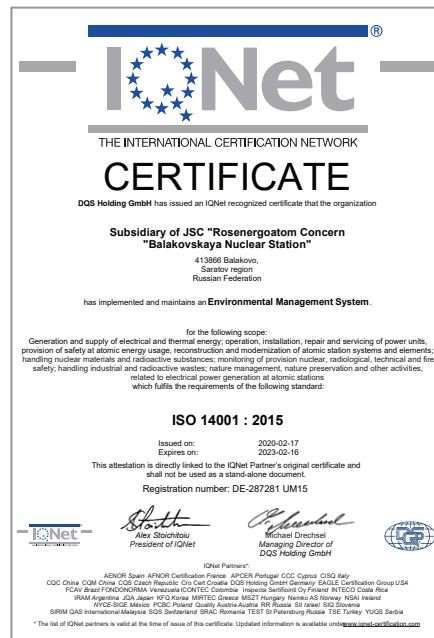 IQNet ®
THE INTERNATIONAL CERTIFICATION NETWORK
CERTIFICATE
DQS Holding GmbH has issued an IQNet recognized certificate that the organization
Subsidiary of JSC "Rosenergoatom Concern
"Balakovskaya Nuclear Station"
413866 Balakovo,
Saratov region
Russian Federation
has implemented and maintains an Environmental Management System.
for the following scope:
Generation and supply of electrical and thermal energy; operation, installation, repair and servicing of power units,
provision of safety at atomic energy usage, reconstruction and modernization of atomic station systems and elements;
handling nuclear materials and radioactive substances; monitoring of provision nuclear, radiological, technical and fire
safety; handling industrial and radioactive wastes; nature management, nature preservation and other activities,
related to electrical power generation at atomic stations
which fulfils the requirements of the following standard:
ISO 14001 : 2015
Issued on: 2020-02-17
Expires on: 2023-02-16
This attestation is directly linked to the IQNet Partner's original certificate and
shall not be used as a stand-alone document.
Registration number: DE-287281 UM15
IQNet
Alex Stoichitoiu
President of IQNet
Michael Drechsel
Managing Director of
DQS Holding GmbH
DQS
IQNet Partners*:
AENOR Spain AFNOR Certification France APCER Portugal CCC Cyprus CISQ Italy
CQC China CQM China CQS Czech Republic Cro Cert Croatia DQS Holding GmbH Germany EAGLE Certification Group USA
FCAV Brazil FONDONORMA Venezuela ICONTEC Colombia Inspecta Sertifiointi Oy Finland INTECO Costa Rica
IRAM Argentina JQA Japan KFQ Korea MIRTEC Greece MSZT Hungary Nemko AS Norway NSAI Ireland
NYCE-SIGE México PCBC Poland Quality Austria Austria RR Russia SII Israel SIQ Slovenia
SIRIM QAS International Malaysia SQS Switzerland SRAC Romania TEST St Petersburg Russia TSE Turkey YUQS Serbia
* The list of IQNet partners is valid at the time of issue of this certificate. Updated information is available under www.iqnet-certification.com